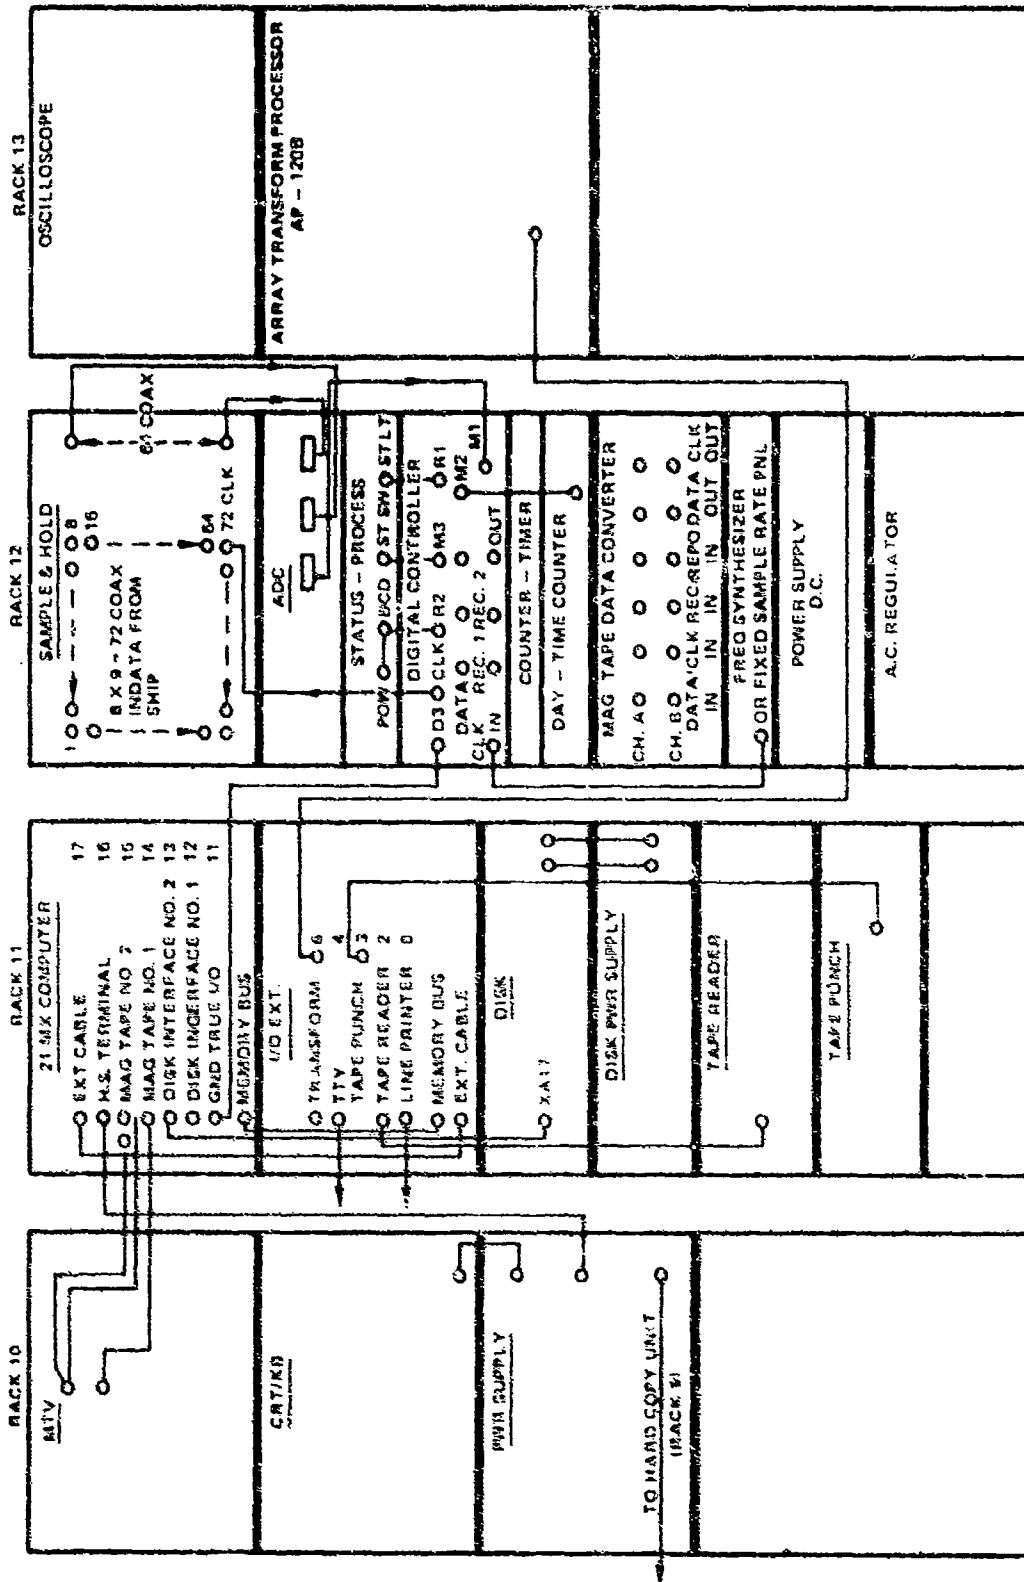 RACK 10
MTV
CRT/KB
PWR SUPPLY
TO HARD COPY UNIT
RACK 11
21 MX COMPUTER
EXT CABLE 17
H.S. TERMINAL 16
MAG TAPE NO 2 15
MAG TAPE NO. 1 14
DISK INTERFACE NO. 2 13
DISK INGERFACE NO. 1 12
GND TRUE I/O 11
MEMORY BUS
I/O EXT.
TRANSFORM 6
TTY 4
TAPE PUNCH 3
TAPE READER 2
LINE PRINTER 0
MEMORY BUS
EXT. CABLE
DISK
XA17
DISK PWR SUPPLY
TAPE READER
TAPE PUNCH
RACK 12
SAMPLE & HOLD
1 8
16
8 X 9 - 72 COAX
INDATA FROM
SHIP
64
72 CLK
64 COAX
ADC
STATUS - PROCESS
POW BCD ST SW STLT
DIGITAL CONTROLLER
D3 CLK R2 M3 R1
DATA M2
CLK REC. 1 REC. 2 M1
IN OUT
COUNTER - TIMER
DAY - TIME COUNTER
MAG TAPE DATA CONVERTER
CH. A
CH. B
DATA CLK REC REPO DATA CLK
IN IN IN IN OUT OUT
FREQ SYNTHESIZER
OR FIXED SAMPLE RATE PNL
POWER SUPPLY
D.C.
A.C. REGULATOR
RACK 13
OSCILLOSCOPE
ARRAY TRANSFORM PROCESSOR
AP - 120B